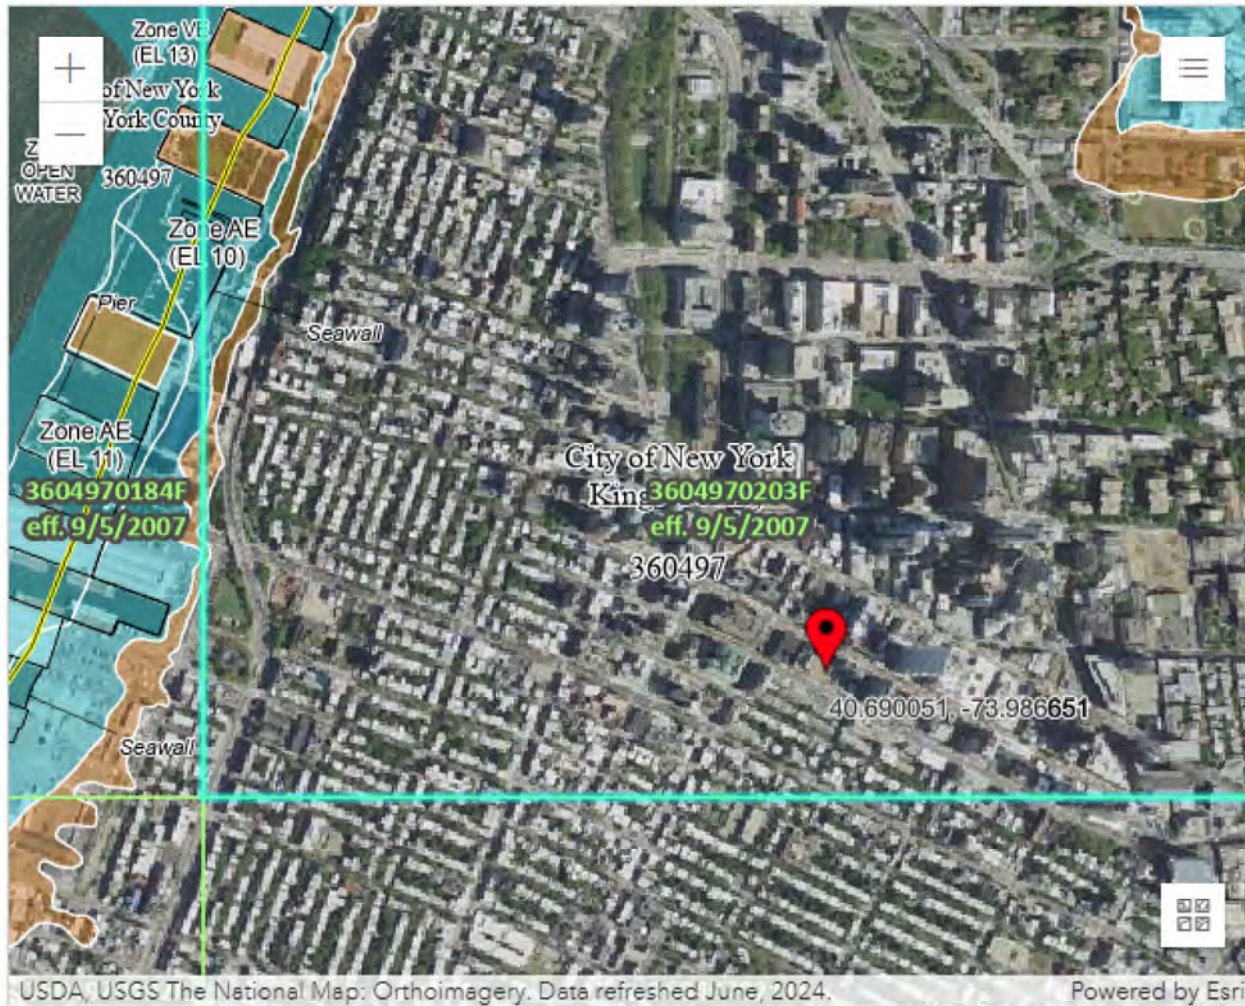 Zone VE
(EL 13)
of New York
York County
OPEN
WATER
360497
Zone AE
(EL 10)
Pier
Seawall
Zone AE
(EL 11)
3604970184F
eff. 9/5/2007
City of New York
King
3604970203F
eff. 9/5/2007
360497
40.690051, -73.986651
Seawall
USDA, USGS The National Map: Orthoimagery. Data refreshed June, 2024.
Powered by Esri